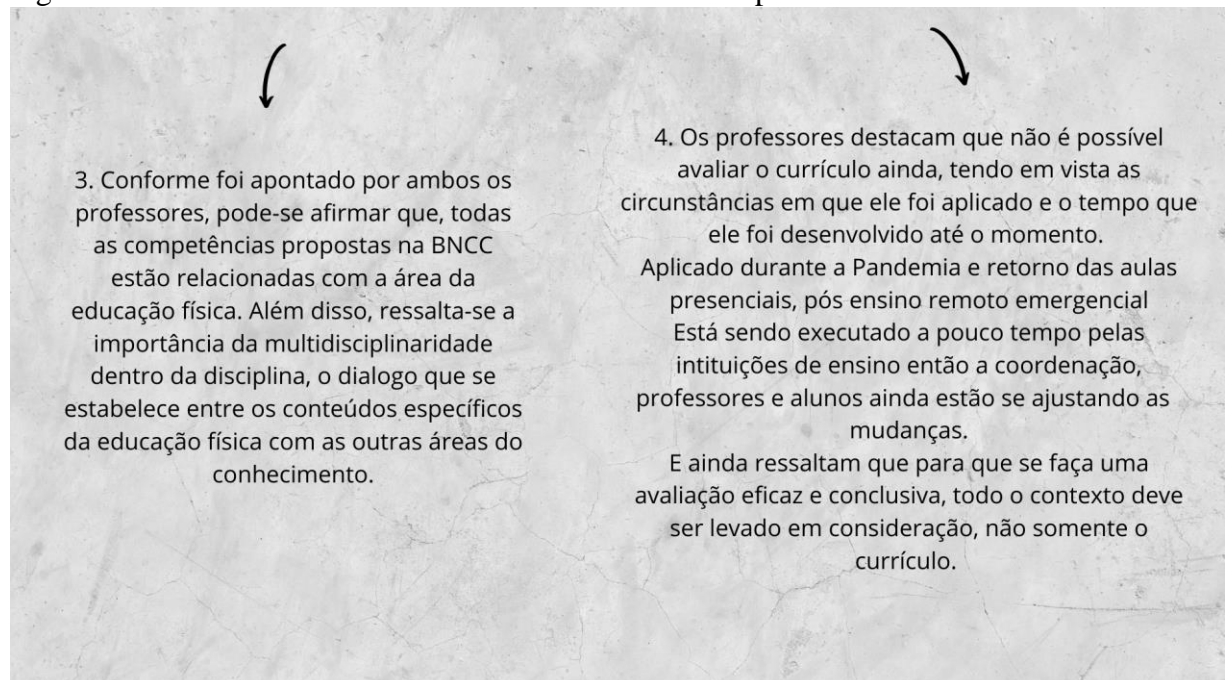 3. Conforme foi apontado por ambos os
professores, pode-se afirmar que, todas
as competências propostas na BNCC
estão relacionadas com a área da
educação física. Além disso, ressalta-se a
importância da multidisciplinaridade
dentro da disciplina, o dialogo que se
estabelece entre os conteúdos específicos
da educação física com as outras áreas do
conhecimento.
4. Os professores destacam que não é possível
avaliar o currículo ainda, tendo em vista as
circunstâncias em que ele foi aplicado e o tempo que
ele foi desenvolvido até o momento.
Aplicado durante a Pandemia e retorno das aulas
presenciais, pós ensino remoto emergencial
Está sendo executado a pouco tempo pelas
intituições de ensino então a coordenação,
professores e alunos ainda estão se ajustando as
mudanças.
E ainda ressaltam que para que se faça uma
avaliação eficaz e conclusiva, todo o contexto deve
ser levado em consideração, não somente o
currículo.